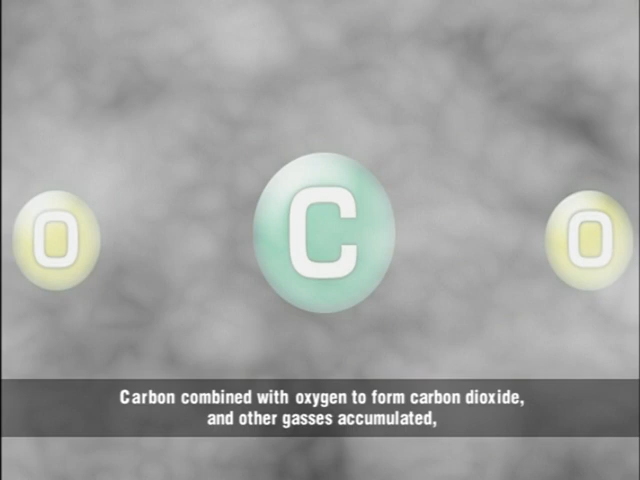 O C O
Carbon combined with oxygen to form carbon dioxide,
and other gasses accumulated,